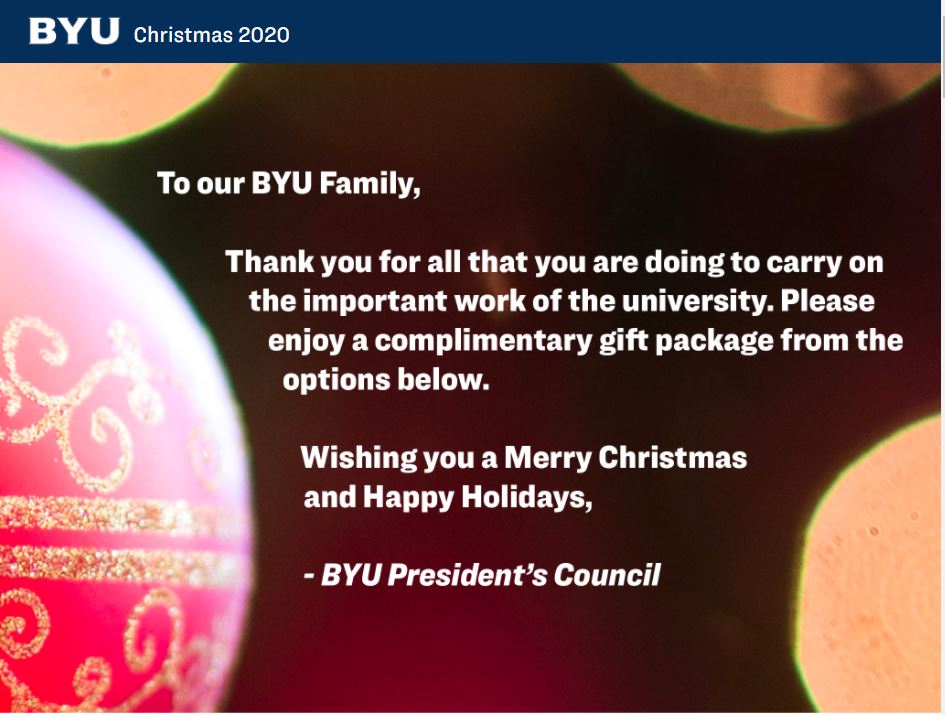 BYU Christmas 2020
To our BYU Family,
Thank you for all that you are doing to carry on
the important work of the university. Please
enjoy a complimentary gift package from the
options below.
Wishing you a Merry Christmas
and Happy Holidays,
- BYU President’s Council